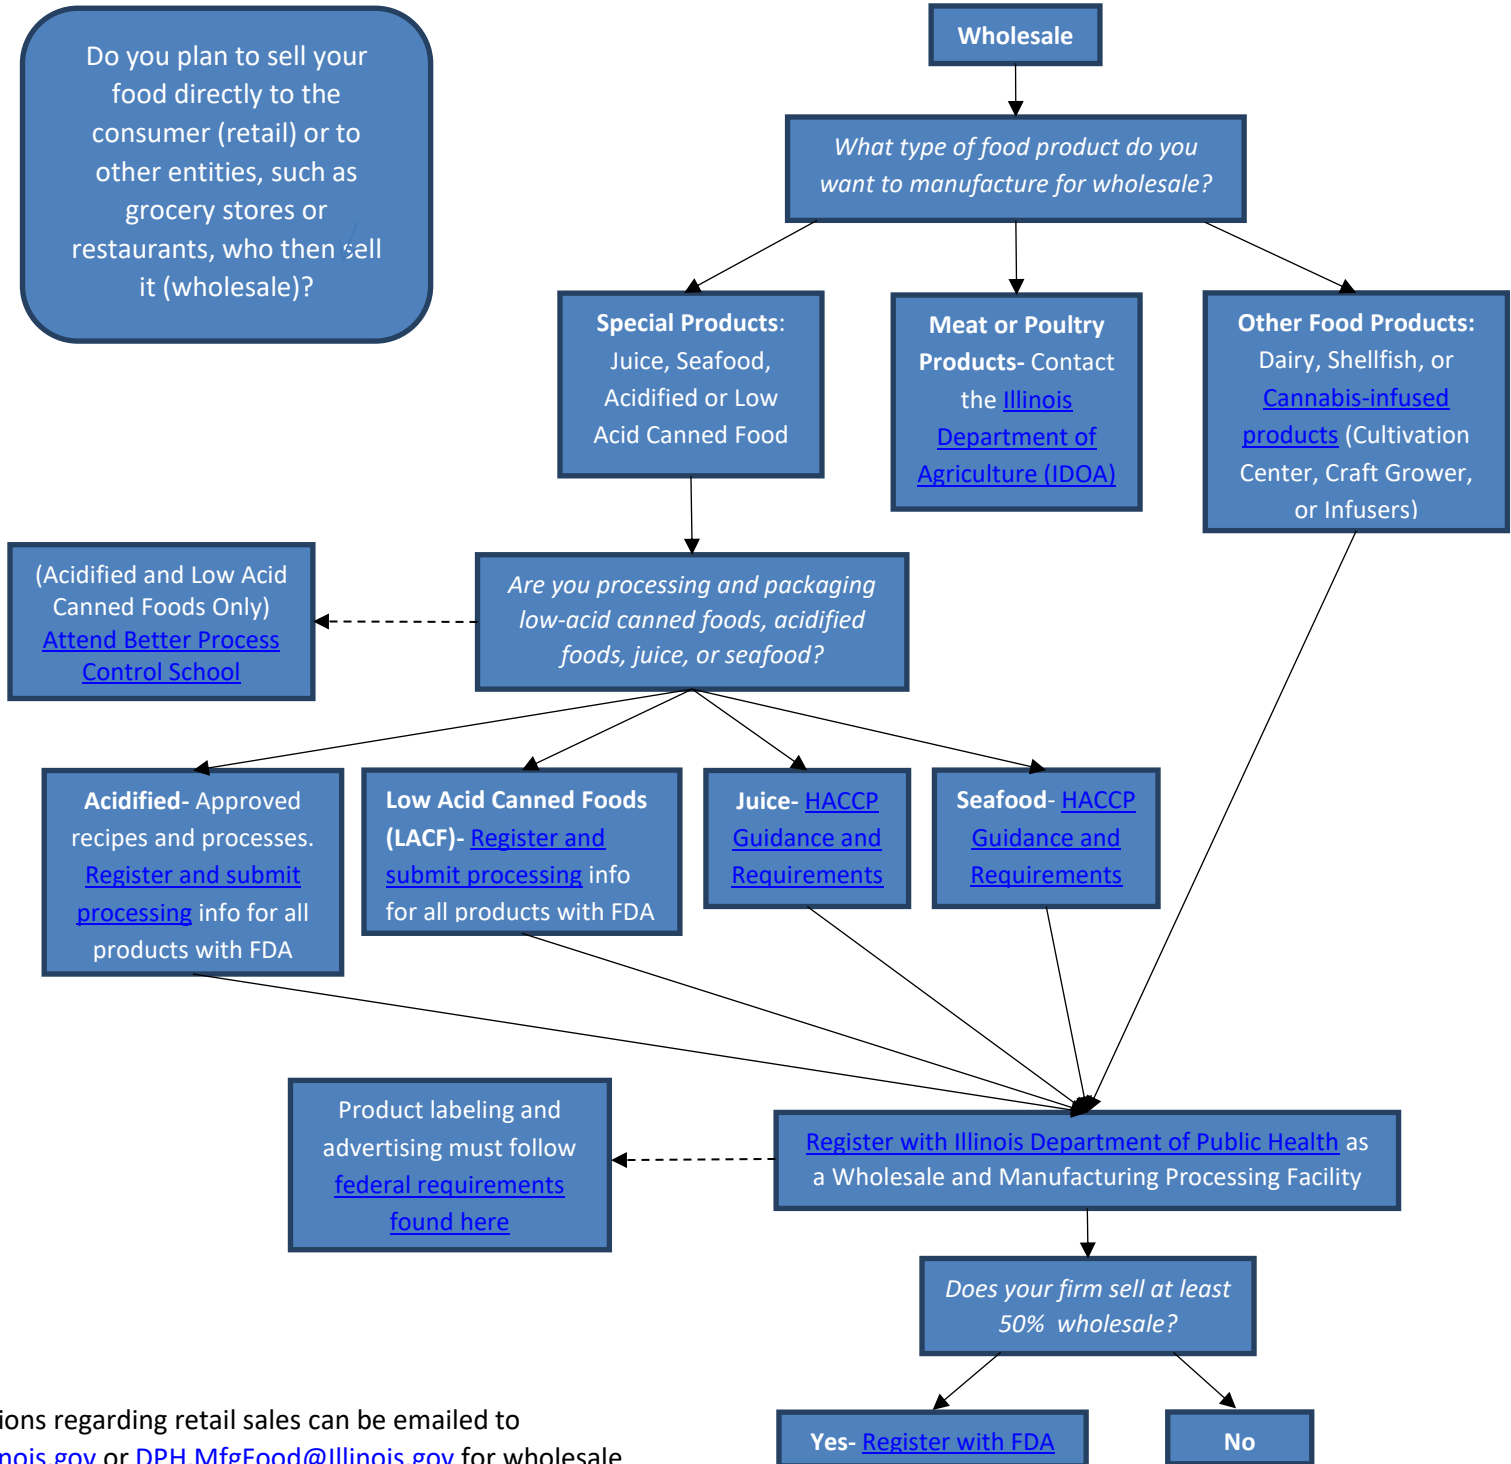 Do you plan to sell your
food directly to the
consumer (retail) or to
other entities, such as
grocery stores or
restaurants, who then sell
it (wholesale)?
Wholesale
What type of food product do you
want to manufacture for wholesale?
Special Products:
Juice, Seafood,
Acidified or Low
Acid Canned Food
Meat or Poultry
Products- Contact
the Illinois
Department of
Agriculture (IDOA)
Other Food Products:
Dairy, Shellfish, or
Cannabis-infused
products (Cultivation
Center, Craft Grower,
or Infusers)
(Acidified and Low Acid
Canned Foods Only)
Attend Better Process
Control School
Are you processing and packaging
low-acid canned foods, acidified
foods, juice, or seafood?
Acidified- Approved
recipes and processes.
Register and submit
processing info for all
products with FDA
Low Acid Canned Foods
(LACF)- Register and
submit processing info
for all products with FDA
Juice- HACCP
Guidance and
Requirements
Seafood- HACCP
Guidance and
Requirements
Product labeling and
advertising must follow
federal requirements
found here
Register with Illinois Department of Public Health as
a Wholesale and Manufacturing Processing Facility
Does your firm sell at least
50% wholesale?
Yes- Register with FDA
No
regarding retail sales can be emailed to
or DPH.MfgFood@Illinois.gov for wholesale